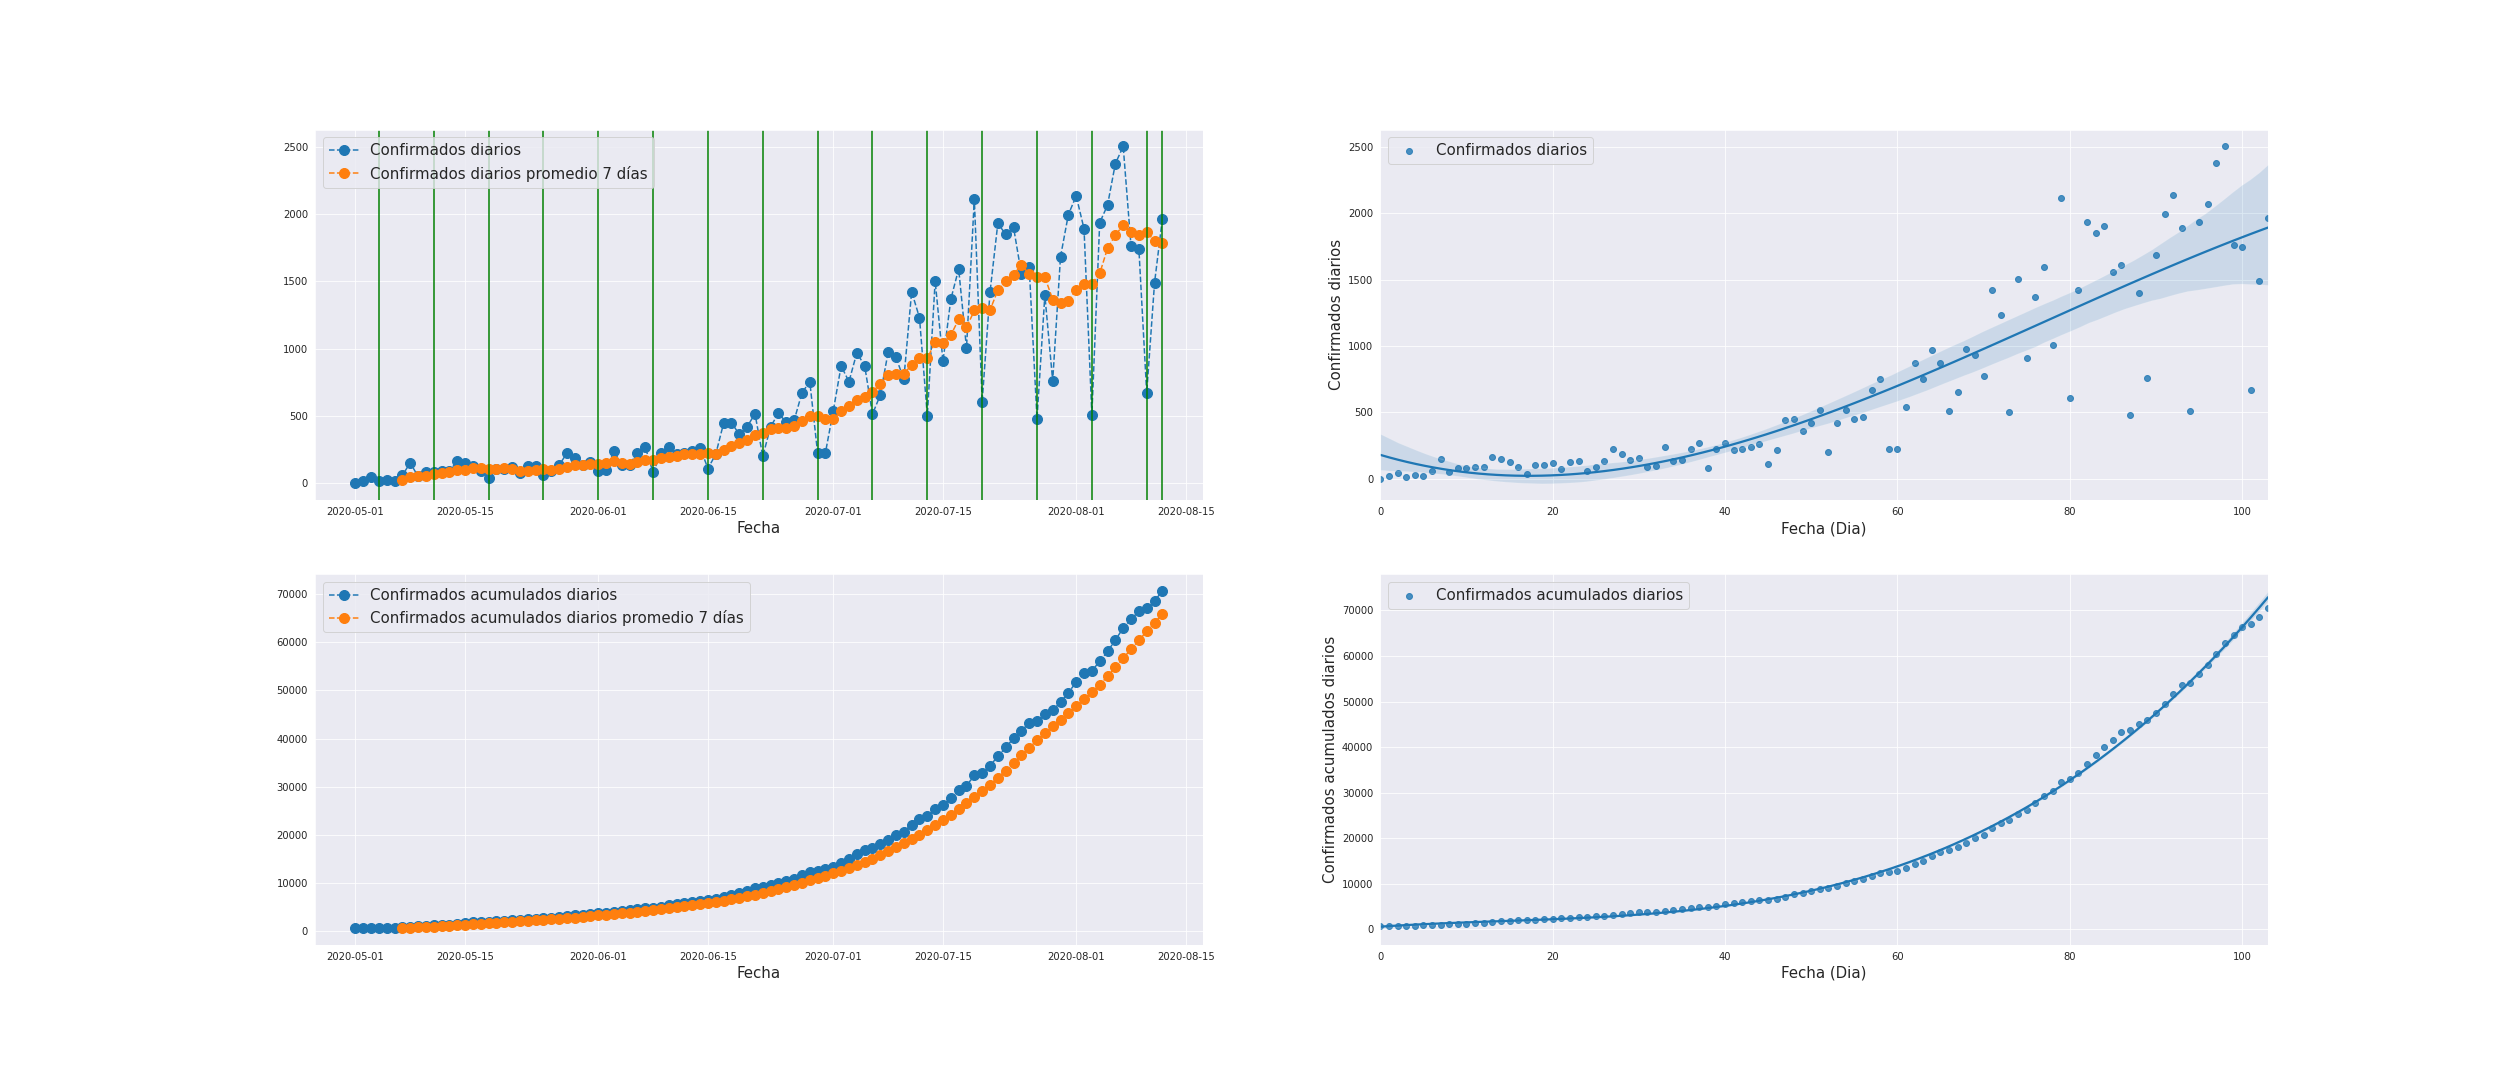 Confirmados diarios
Confirmados diarios promedio 7 días
2500
2000
1500
1000
500
0
2020-05-01 2020-05-15 2020-06-01 2020-06-15 2020-07-01 2020-07-15 2020-08-01 2020-08-15
Fecha
Confirmados diarios
Confirmados diarios
2500
2000
1500
1000
500
0
0 20 40 60 80 100
Fecha (Dia)
Confirmados acumulados diarios
Confirmados acumulados diarios promedio 7 días
70000
60000
50000
40000
30000
20000
10000
0
2020-05-01 2020-05-15 2020-06-01 2020-06-15 2020-07-01 2020-07-15 2020-08-01 2020-08-15
Fecha
Confirmados acumulados diarios
Confirmados acumulados diarios
70000
60000
50000
40000
30000
20000
10000
0
0 20 40 60 80 100
Fecha (Dia)